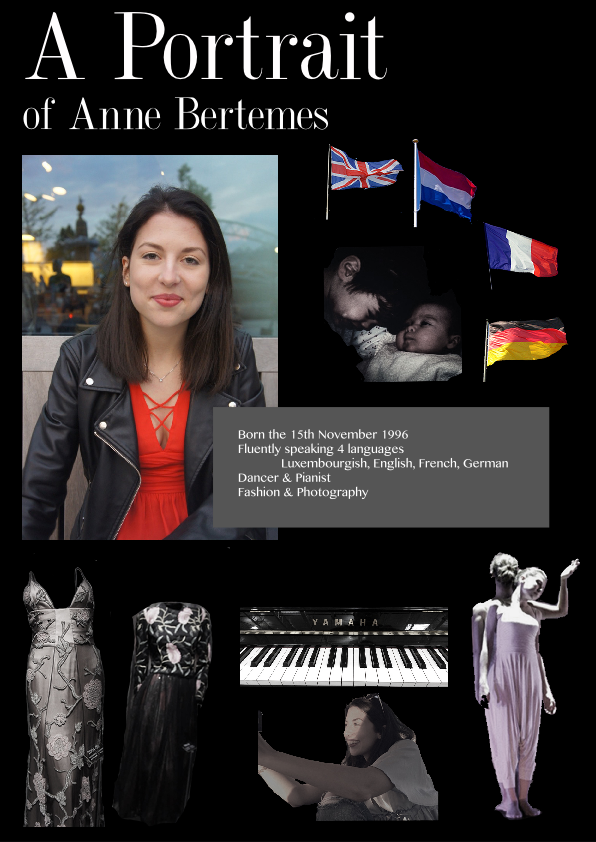 A Portrait
of Anne Bertemes
Born the 15th November 1996
Fluently speaking 4 languages
Luxembourgish, English, French, German
Dancer & Pianist
Fashion & Photography
YAMAHA